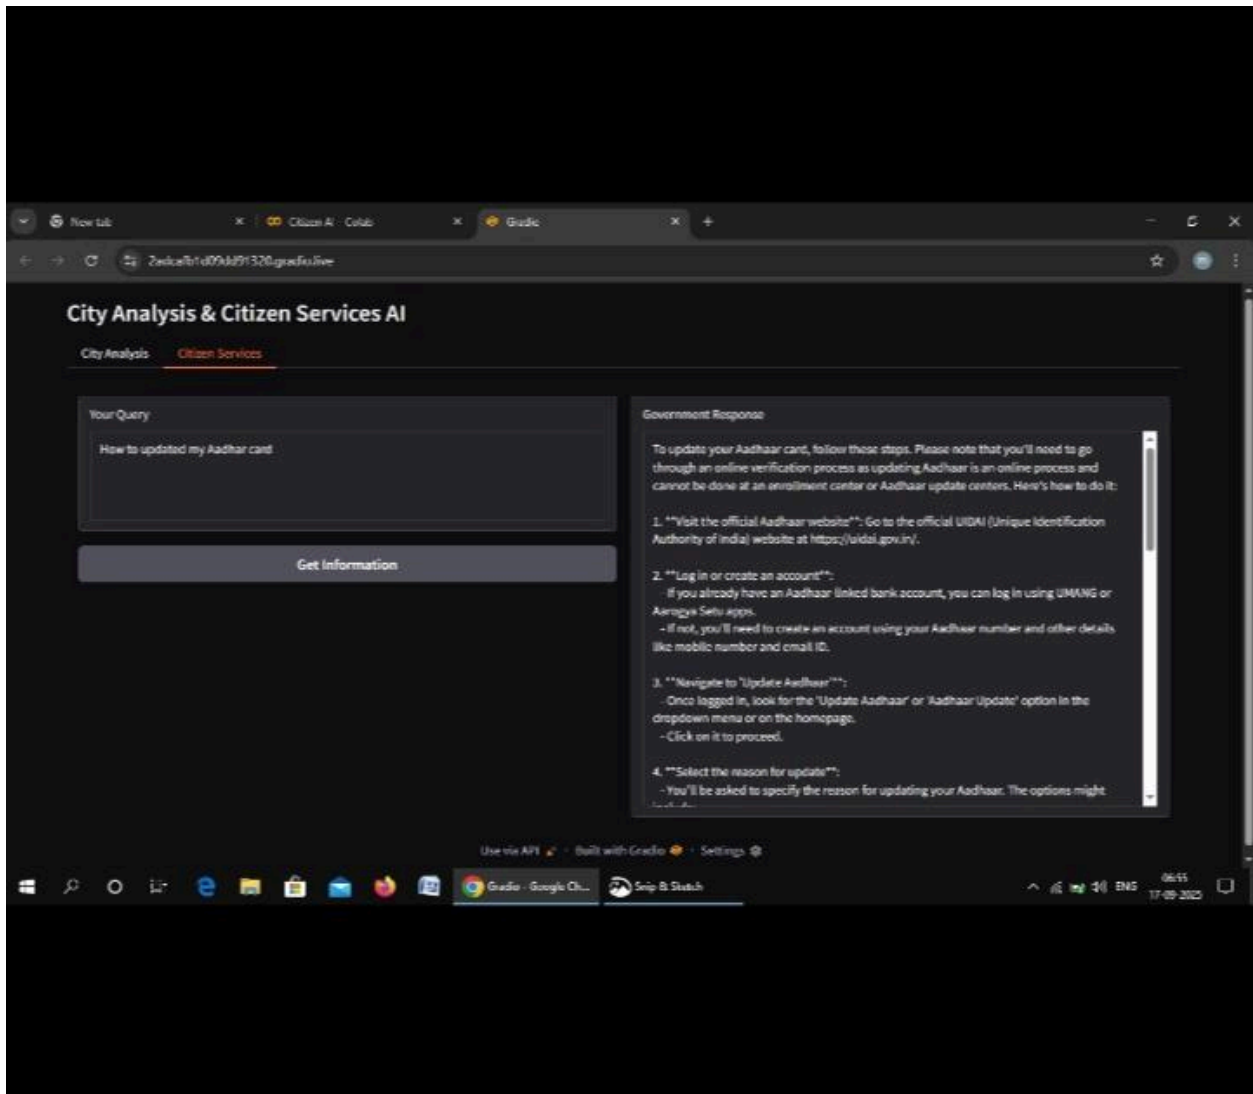 New tab
Citizen AI - Colab
Gradio
City Analysis & Citizen Services AI
City Analysis
Citizen Services
Your Query
How to updated my Aadhar card
Get Information
Government Response
To update your Aadhaar card, follow these steps. Please note that you'll need to go
through an online verification process as updating Aadhaar is an online process and
cannot be done at an enrollment center or Aadhaar update centers. Here's how to do it:
1. **Visit the official Aadhaar website**: Go to the official UIDAI (Unique Identification
Authority of India) website at https://uidai.gov.in/.
2. **Log in or create an account**:
- If you already have an Aadhaar linked bank account, you can log in using UMANG or
Aarogya Setu apps.
- If not, you'll need to create an account using your Aadhaar number and other details
like mobile number and email ID.
3. **Navigate to 'Update Aadhaar'**:
- Once logged in, look for the 'Update Aadhaar' or 'Aadhaar Update' option in the
dropdown menu or on the homepage.
- Click on it to proceed.
4. **Select the reason for update**:
- You'll be asked to specify the reason for updating your Aadhaar. The options might
Use via API · Built with Gradio · Settings
Gradio - Google Ch...
Snip & Sketch
ENG
06:55
17-09-2025